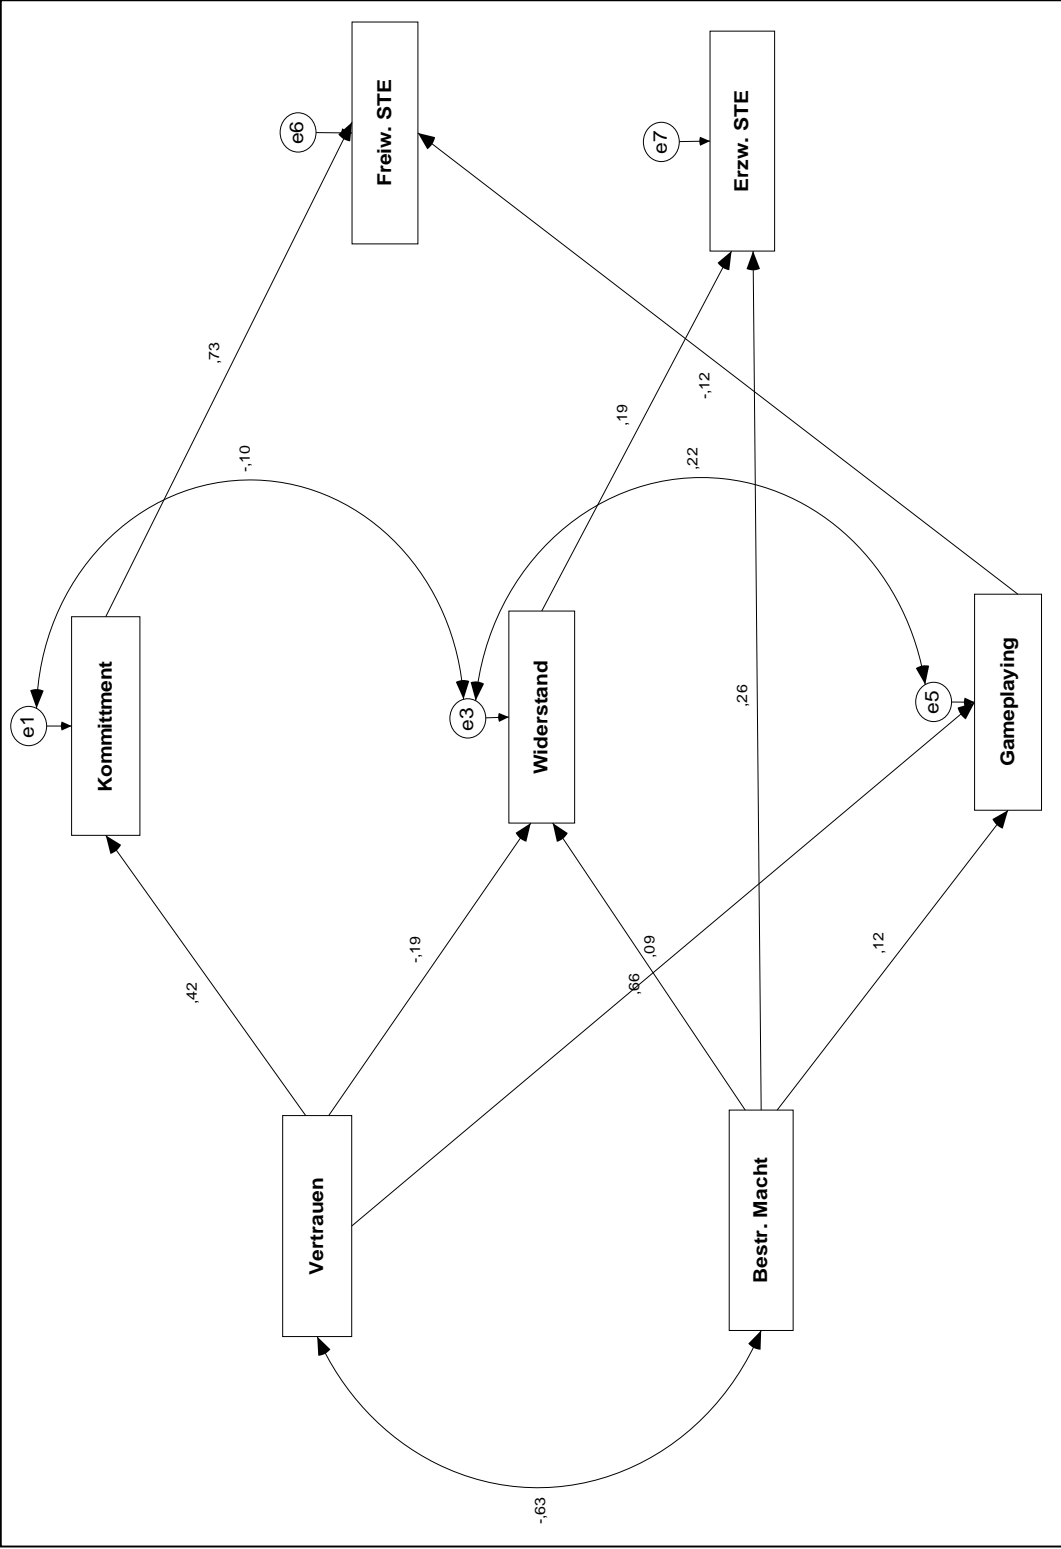 e1
Kommittment
,42
,73
-,10
e6
Vertrauen
Freiw. STE
-,19
e3
-,63
Widerstand
,19
,66
,09
e7
,22
-,12
,26
Erzw. STE
Bestr. Macht
,12
e5
Gameplaying